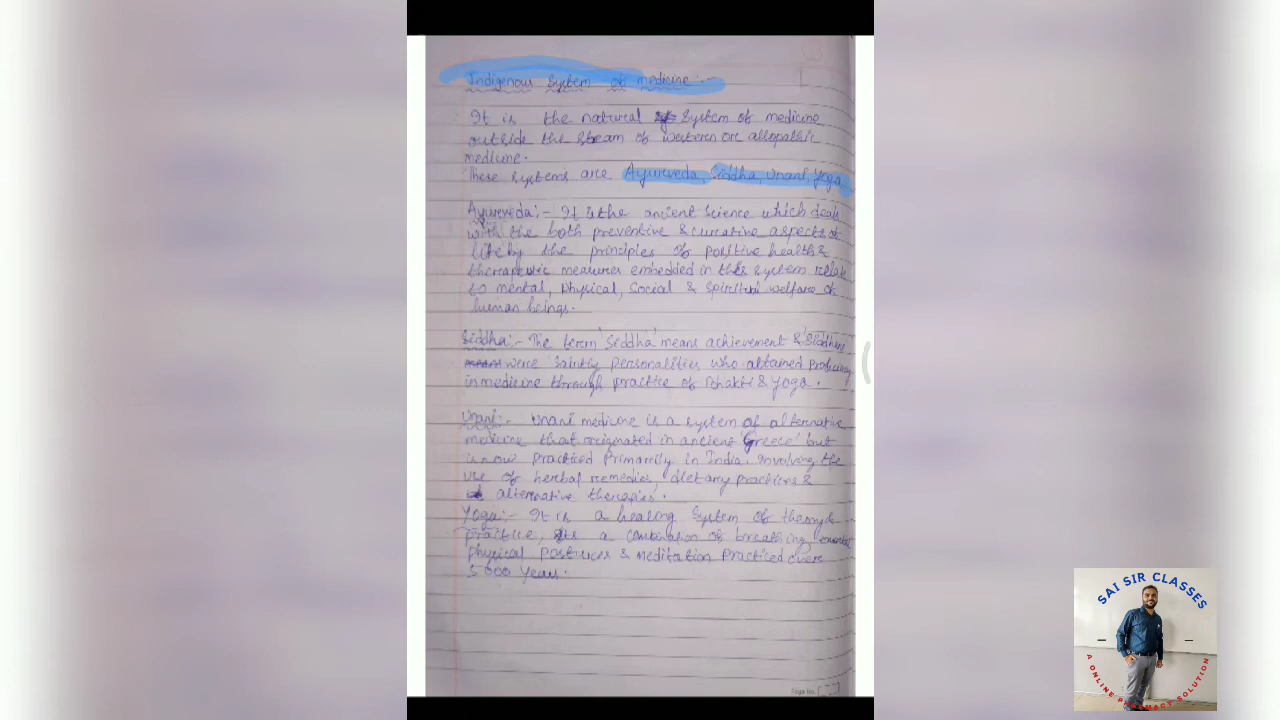 Indigenous System of medicine :-
It is the natural System of medicine
outside the steam of western or allopathic
medicine.
These systems are Ayurveda, Siddha, Unani, Yoga
Ayurveda :- It is the ancient Science which deals
with the both preventive & curative aspects of
life by the principles of positive health &
therapeutic measures embedded in this system relate
to mental, physical, Social & Spiritual welfare of
human beings.
Siddha :- The term 'Siddha' means achievement & 'Siddhars
were Saintly personalities who obtained
in medicine through practice of Bhakti & Yoga.
Unani :- Unani medicine is a system of alternative
medicine that originated in ancient 'Greece' but
is now Practiced Primarily in India. Involving the
use of herbal remedies, dietary practices &
alternative therapies.
Yoga :- It is a healing System of theory &
practice, Its a combination of breathing
physical Postures & meditation Practiced overs
5000 Years.
Page No.
SAI SIR CLASSES
A ONLINE PHARMACY SOLUTION